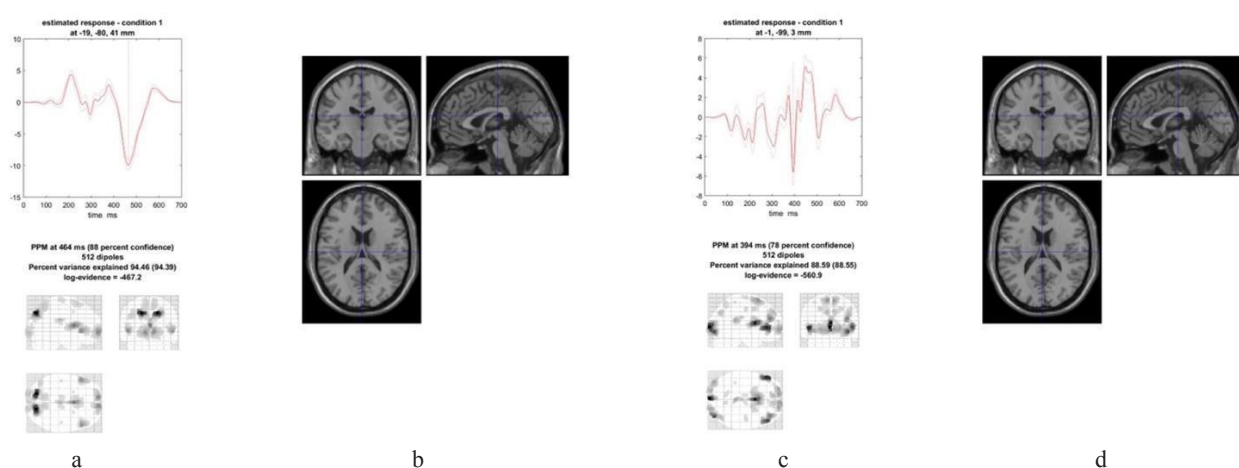 estimated response - condition 1
at -19, -80, 41 mm
10
5
0
-5
-10
-15
0 100 200 300 400 500 600 700
time ms
PPM at 464 ms (88 percent confidence)
512 dipoles
Percent variance explained 94.46 (94.39)
log-evidence = -467.2
a
b
estimated response - condition 1
at -1, -99, 3 mm
8
6
4
2
0
-2
-4
-6
-8
0 100 200 300 400 500 600 700
time ms
PPM at 394 ms (78 percent confidence)
512 dipoles
Percent variance explained 88.59 (88.55)
log-evidence = -560.9
c
d